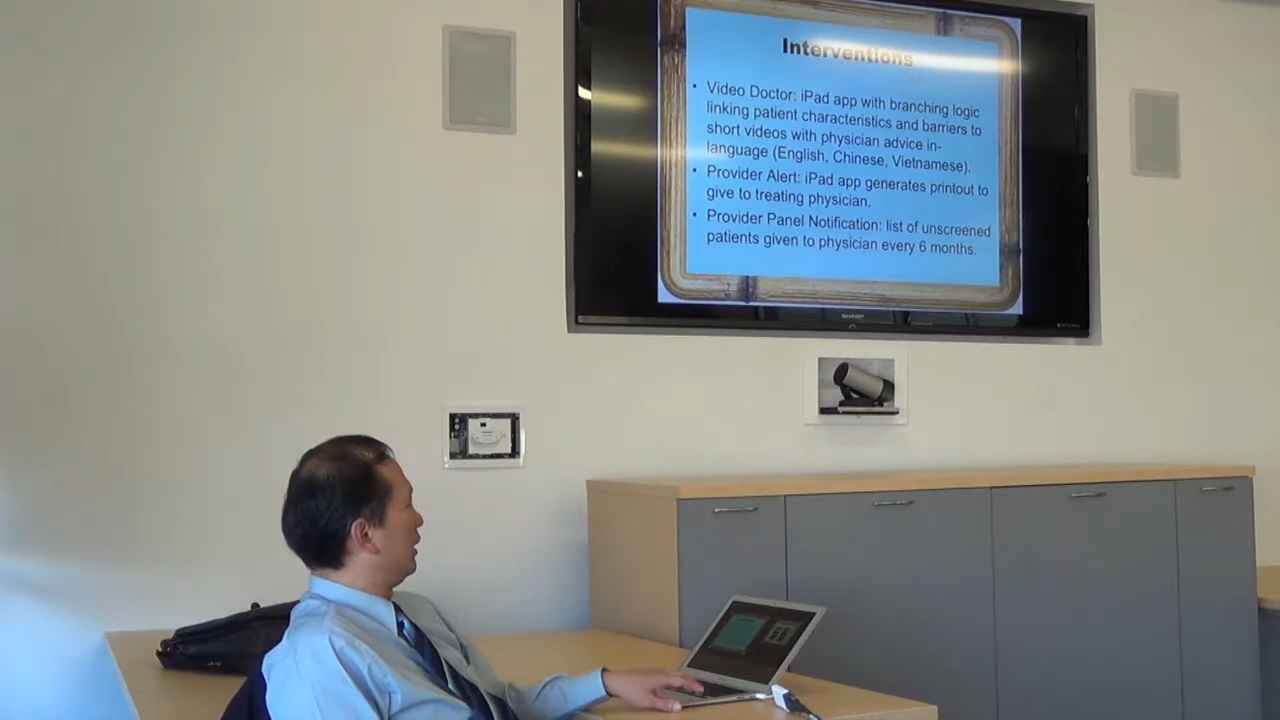 Interventions
• Video Doctor: iPad app with branching logic
linking patient characteristics and barriers to
short videos with physician advice in-
language (English, Chinese, Vietnamese).
• Provider Alert: iPad app generates printout to
give to treating physician.
• Provider Panel Notification: list of unscreened
patients given to physician every 6 months.
SHARP